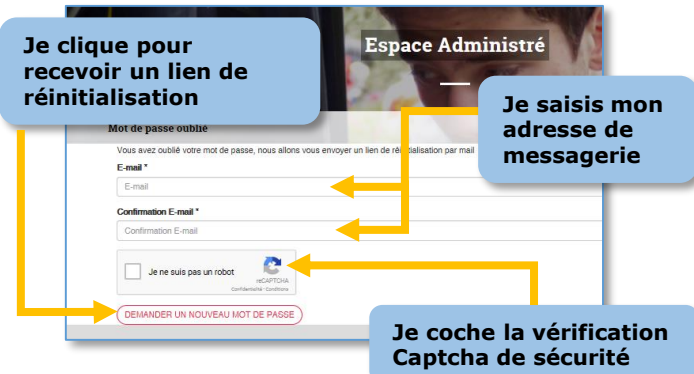 Je clique pour
recevoir un lien de
réinitialisation
Espace Administré
Je saisis mon
adresse de
messagerie
Mot de passe oublié
Vous avez oublié votre mot de passe, nous allons vous envoyer un lien de réinitialisation par mail
E-mail *
E-mail
Confirmation E-mail *
Confirmation E-mail
Je ne suis pas un robot
reCAPTCHA
Confidentialité - Conditions
DEMANDER UN NOUVEAU MOT DE PASSE
Je coche la vérification
Captcha de sécurité